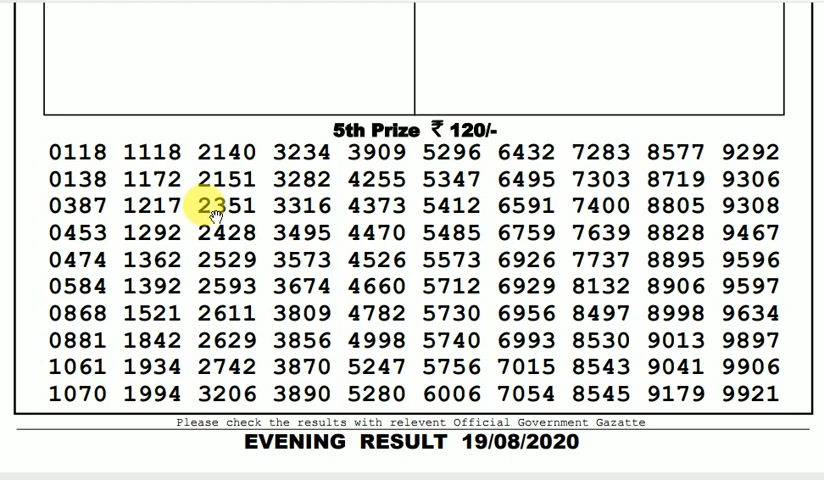 5th Prize ₹ 120/-
0118 1118 2140 3234 3909 5296 6432 7283 8577 9292
0138 1172 2151 3282 4255 5347 6495 7303 8719 9306
0387 1217 2351 3316 4373 5412 6591 7400 8805 9308
0453 1292 2428 3495 4470 5485 6759 7639 8828 9467
0474 1362 2529 3573 4526 5573 6926 7737 8895 9596
0584 1392 2593 3674 4660 5712 6929 8132 8906 9597
0868 1521 2611 3809 4782 5730 6956 8497 8998 9634
0881 1842 2629 3856 4998 5740 6993 8530 9013 9897
1061 1934 2742 3870 5247 5756 7015 8543 9041 9906
1070 1994 3206 3890 5280 6006 7054 8545 9179 9921
Please check the results with relevent Official Government Gazatte
EVENING RESULT 19/08/2020